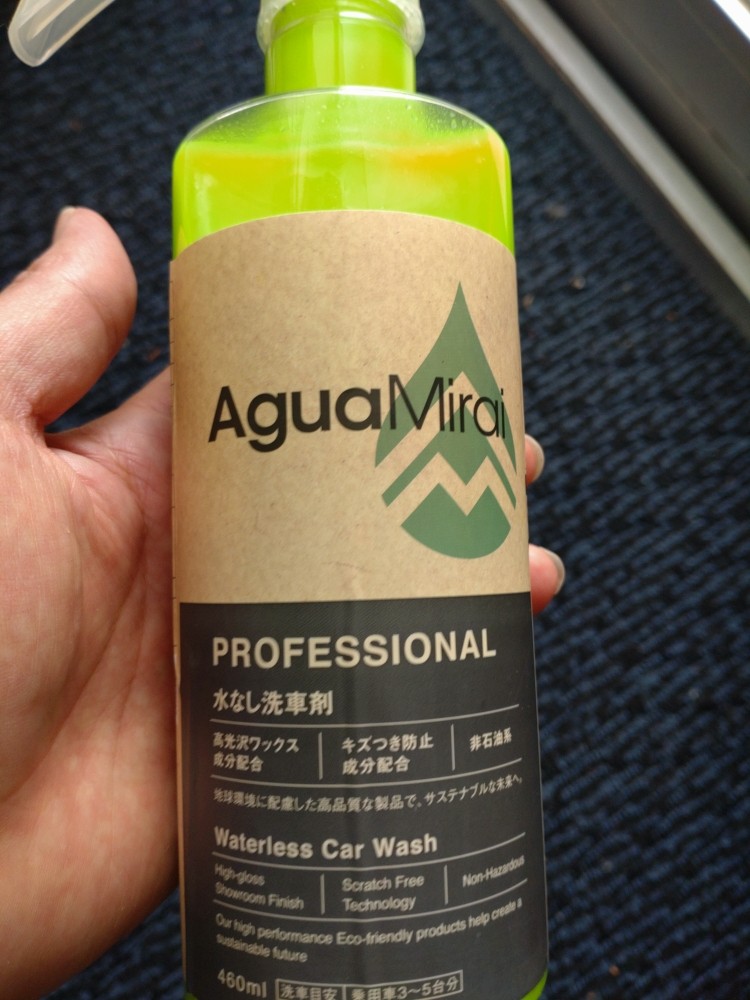 AguaMirai
PROFESSIONAL
水なし洗車剤
高光沢ワックス
成分配合
キズつき防止
成分配合
非石油系
地球環境に配慮した高品質な製品で、サステナブルな未来へ。
Waterless Car Wash
High-gloss
Showroom Finish
Scratch Free
Technology
Non-Hazardous
Our high performance Eco-friendly products help create a
sustainable future
460ml 洗車目安 乗用車3〜5台分